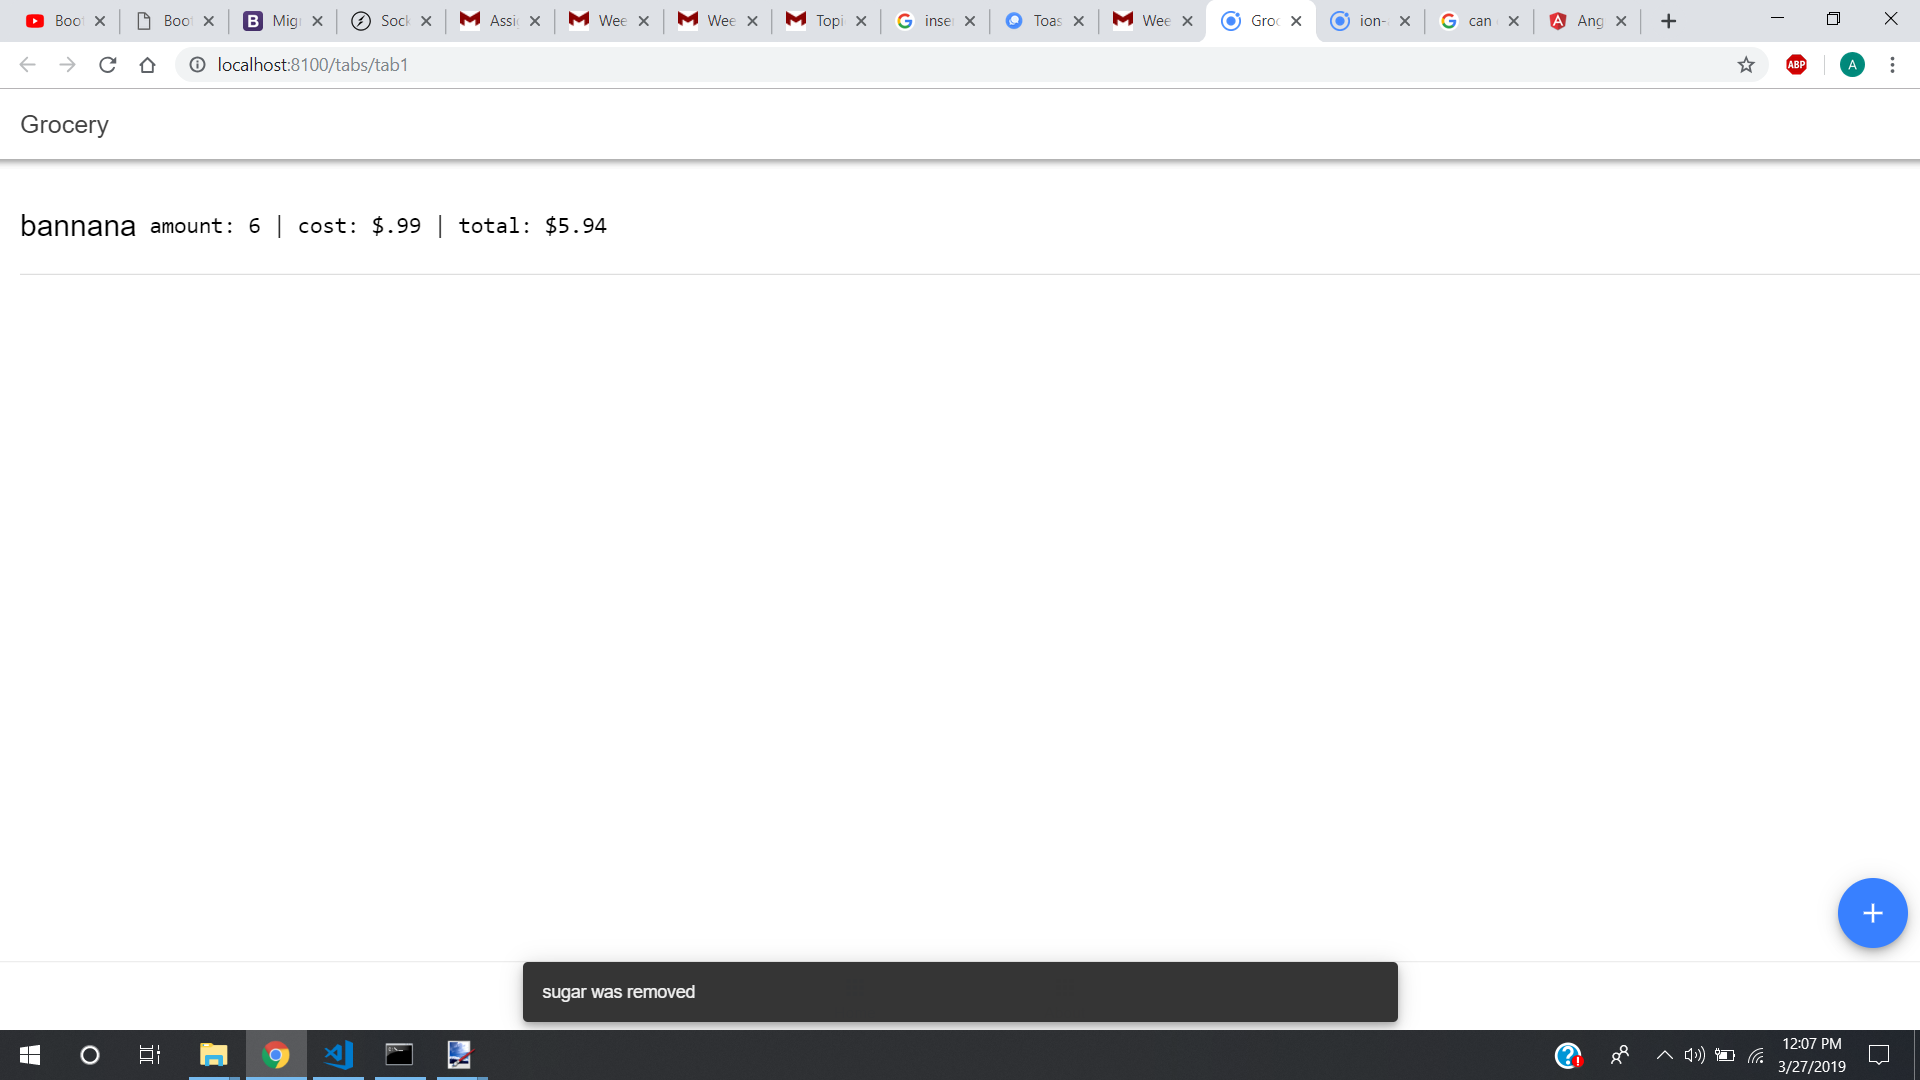 Boo
Boo
Mig
Sock
Assi
Wee
Wee
Topi
inse
Toas
Wee
Groc
ion-
can
Ang
localhost:8100/tabs/tab1
ABP
A
Grocery
bannana amount: 6 | cost: $.99 | total: $5.94
sugar was removed
12:07 PM
3/27/2019